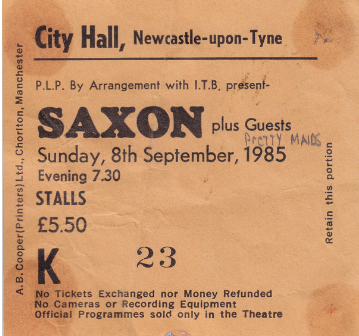 City Hall, Newcastle-upon-Tyne
P.L.P. By Arrangement with I.T.B. present-
SAXON plus Guests
PRETTY MAIDS
Sunday, 8th September, 1985
Evening 7.30
STALLS
£5.50
K 23
No Tickets Exchanged nor Money Refunded
No Cameras or Recording Equipment
Official Programmes sold only in the Theatre
A.B. Cooper (Printers) Ltd., Chorlton, Manchester
Retain this portion